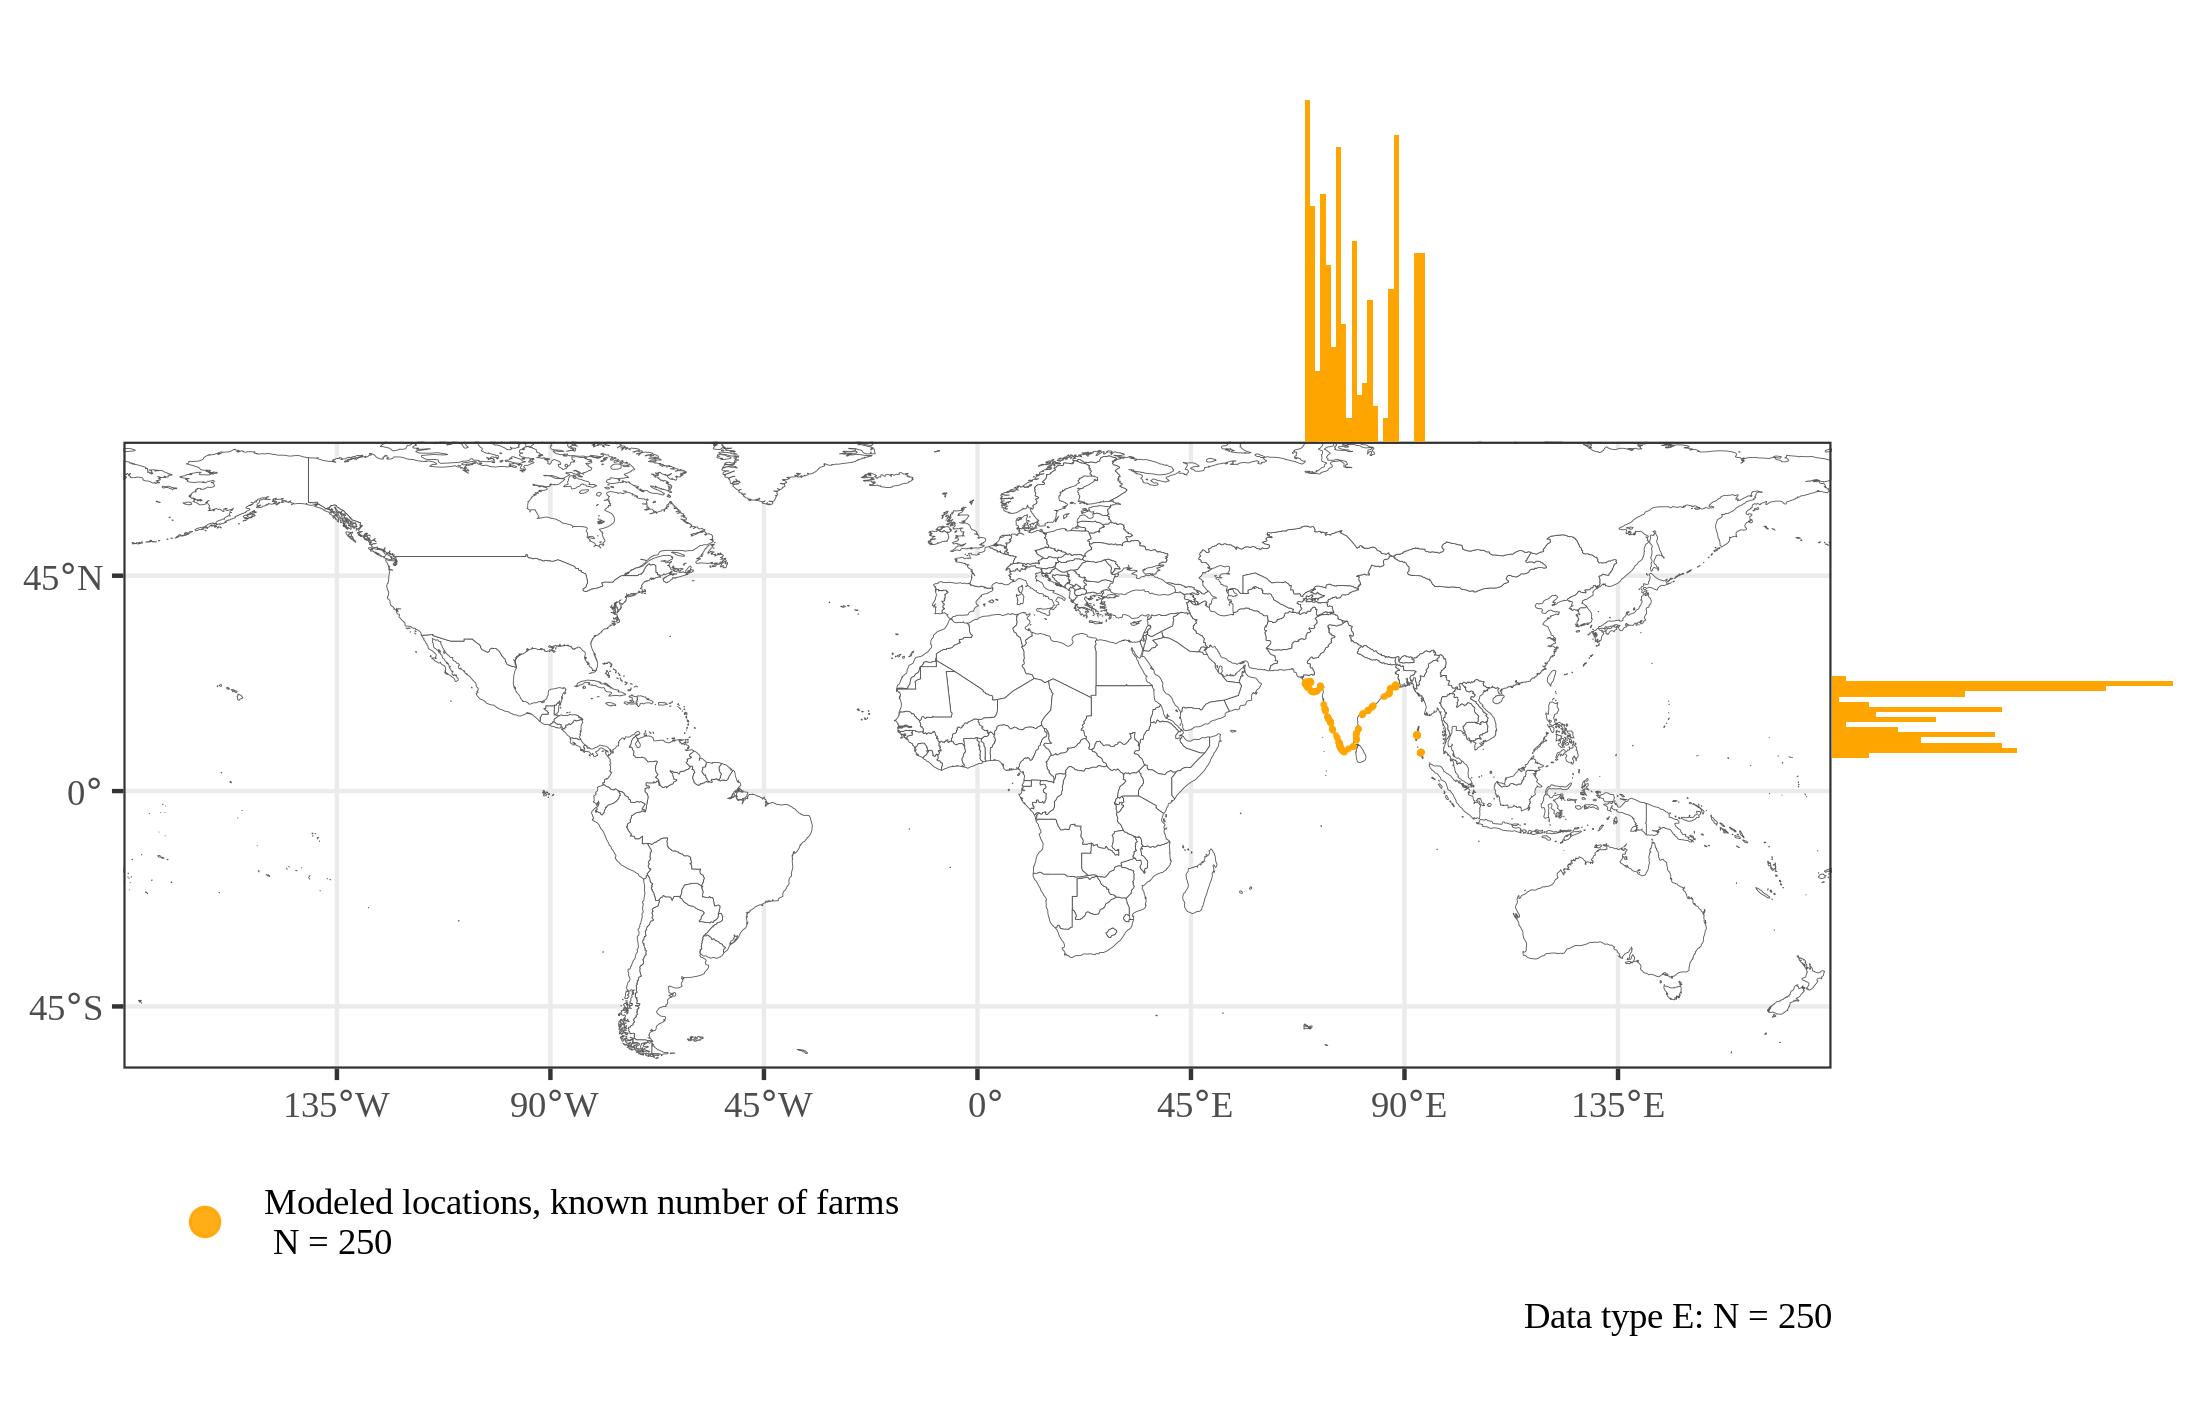 45°N
0°
45°S
135°W 90°W 45°W 0° 45°E 90°E 135°E
Modeled locations, known number of farms
N = 250
Data type E: N = 250